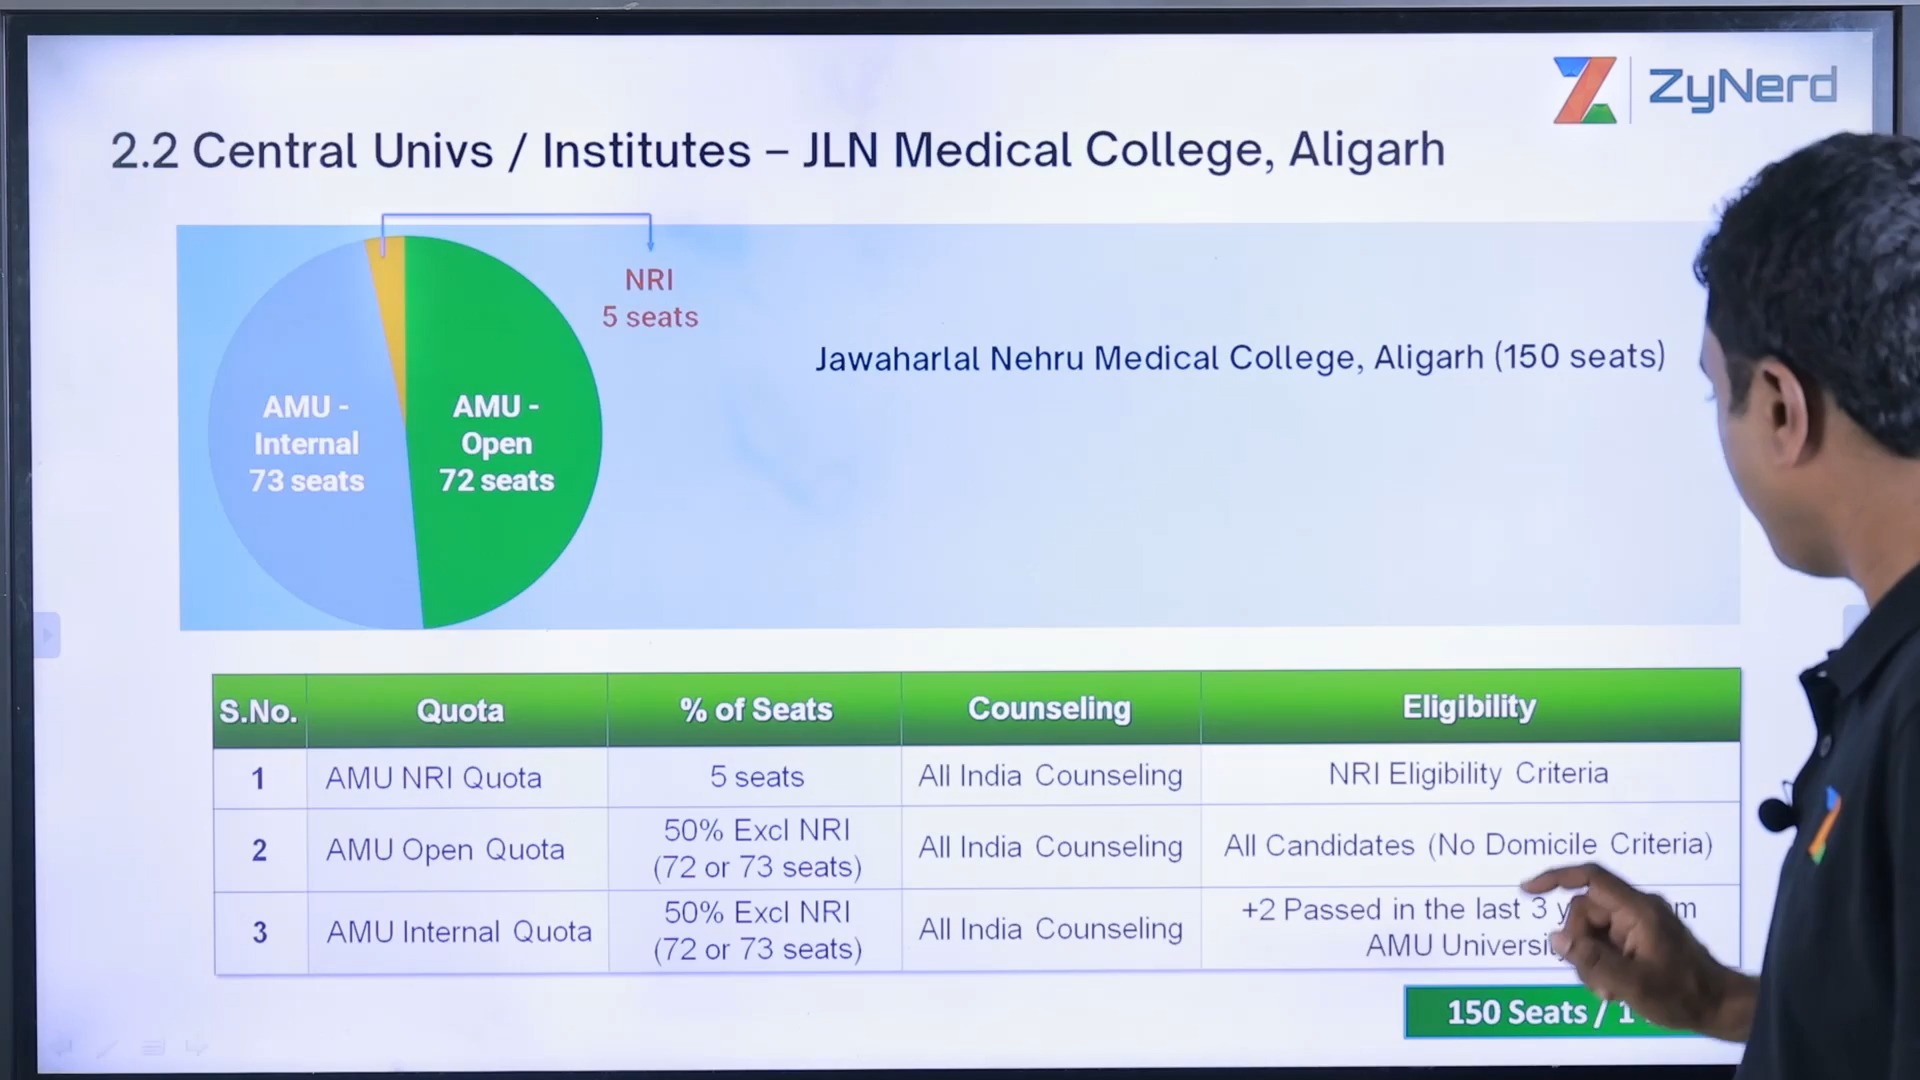 ZyNerd
2.2 Central Univs / Institutes – JLN Medical College, Aligarh
NRI
5 seats
AMU -
Internal
73 seats
AMU -
Open
72 seats
Jawaharlal Nehru Medical College, Aligarh (150 seats)
S.No. Quota % of Seats Counseling Eligibility
1 AMU NRI Quota 5 seats All India Counseling NRI Eligibility Criteria
2 AMU Open Quota 50% Excl NRI
(72 or 73 seats) All India Counseling All Candidates (No Domicile Criteria)
3 AMU Internal Quota 50% Excl NRI
(72 or 73 seats) All India Counseling +2 Passed in the last 3
AMU
150 Seats /